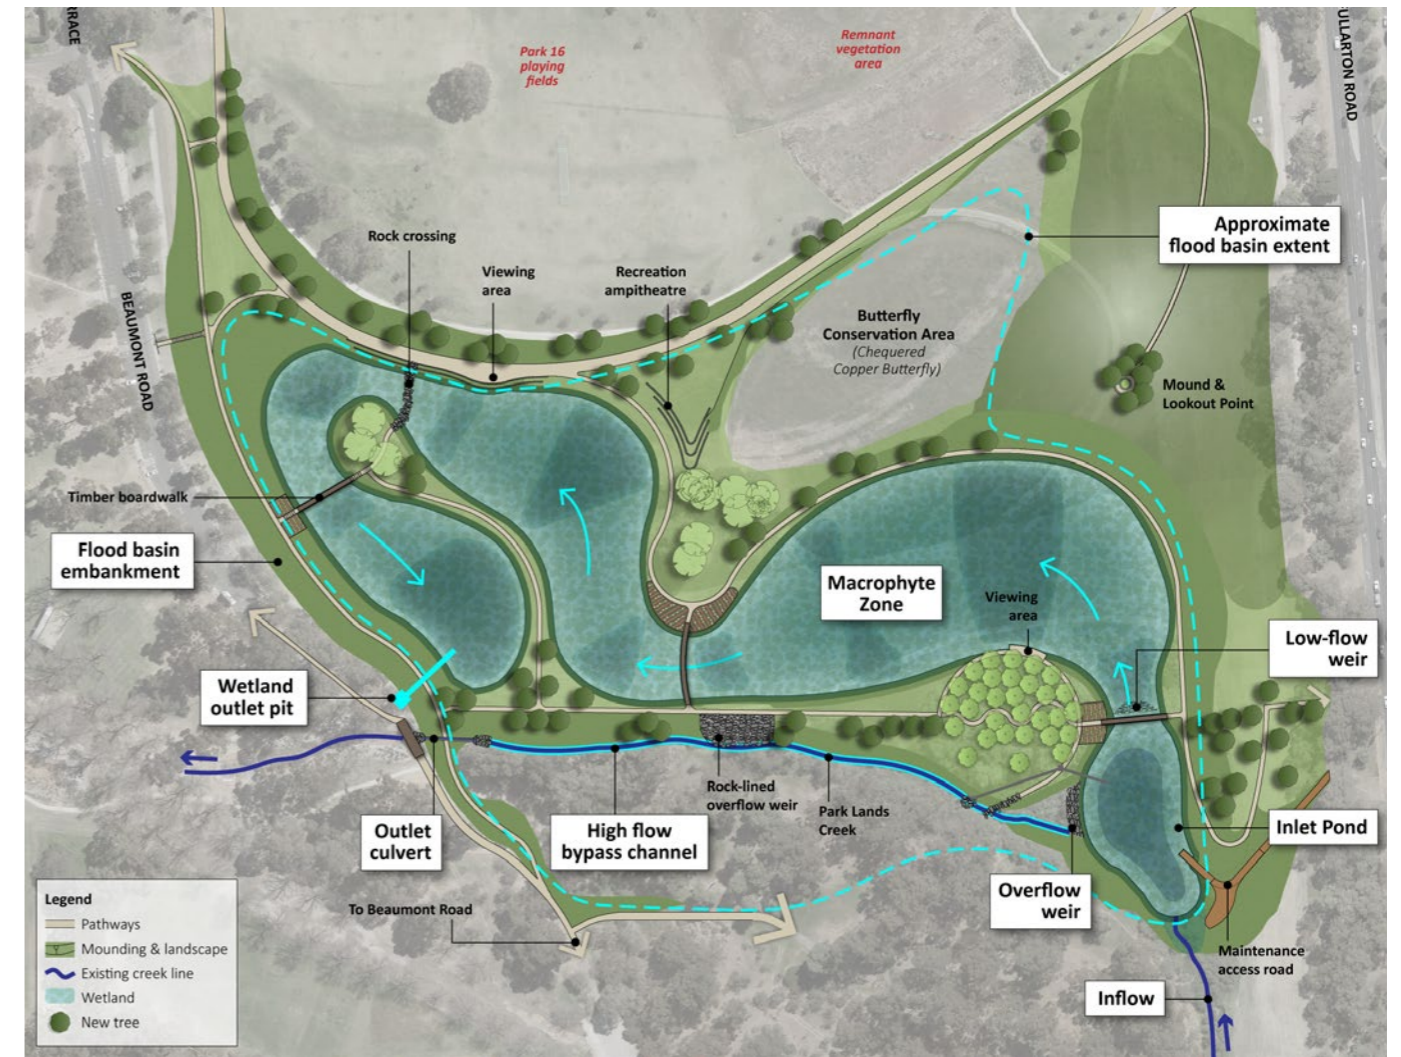 RRACE
Park 16
playing
fields
Remnant
vegetation
area
ULLARTON ROAD
Approximate
flood basin extent
Rock crossing
Viewing
area
Recreation
ampitheatre
BEAUMONT ROAD
Butterfly
Conservation Area
(Chequered
Copper Butterfly)
Mound &
Lookout Point
Timber boardwalk
Flood basin
embankment
Macrophyte
Zone
Viewing
area
Low-flow
weir
Wetland
outlet pit
Rock-lined
overflow weir
Park Lands
Creek
Outlet
culvert
High flow
bypass channel
Inlet Pond
Overflow
weir
To Beaumont Road
Maintenance
access road
Inflow
Legend
Pathways
Mounding & landscape
Existing creek line
Wetland
New tree